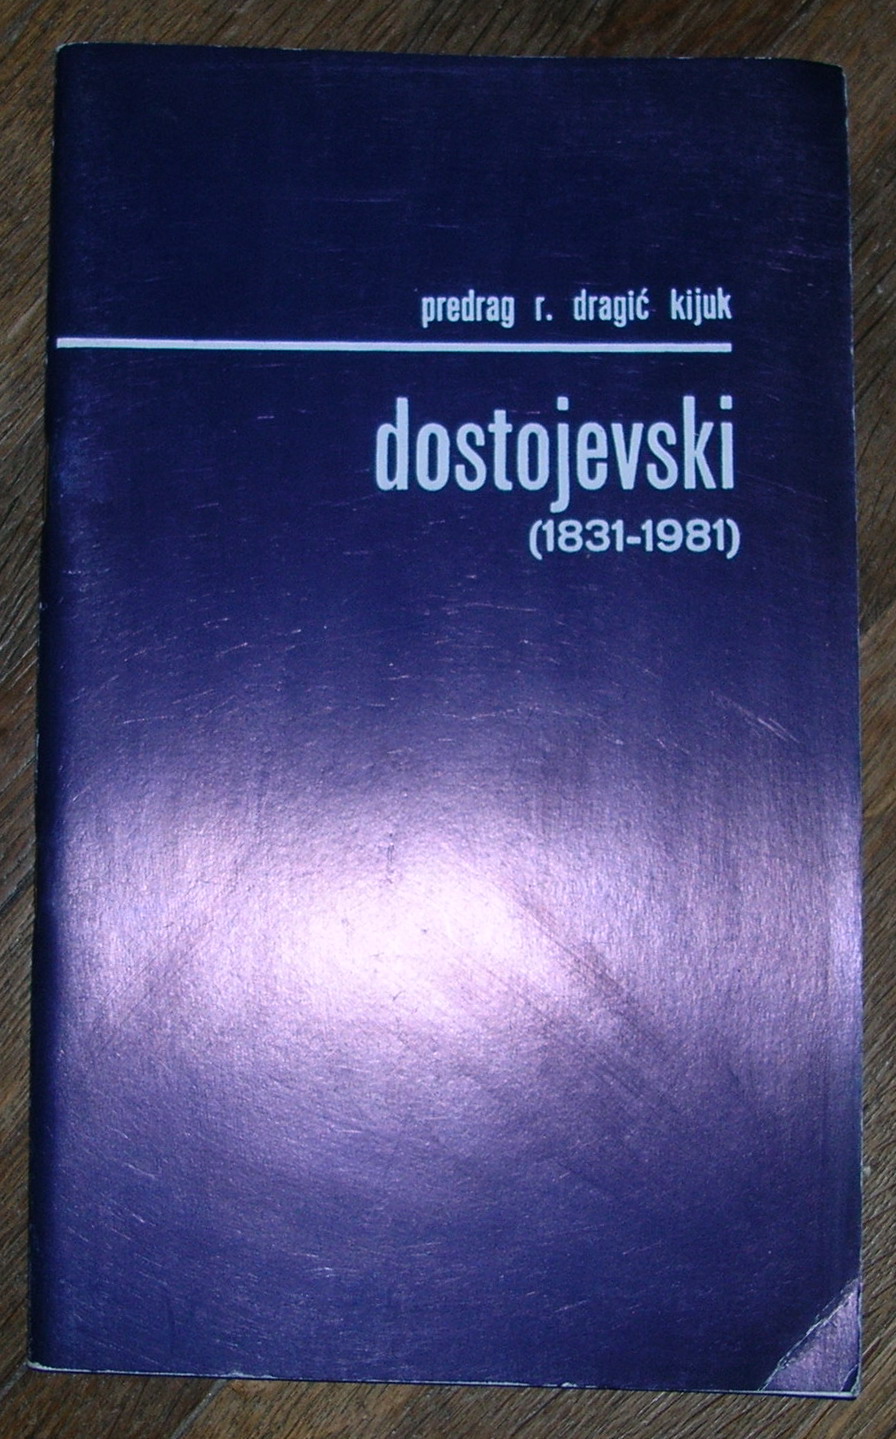 predrag r. dragić kijuk
dostojevski
(1831-1981)